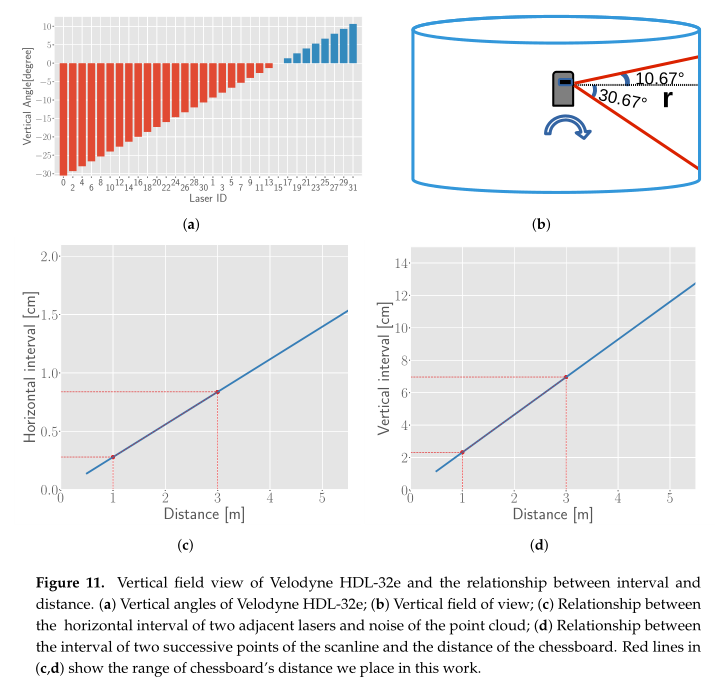 Vertical Angle[degree]
10
5
0
−5
−10
−15
−20
−25
−30
0 4 8 12 16 20 24 28 1 5 9 13 17 21 25 29
2 6 10 14 18 22 26 30 3 7 11 15 19 23 27 31
Laser ID
(a)
10.67°
30.67°
r
(b)
Horizontal interval [cm]
2.0
1.5
1.0
0.5
0.0
0 1 2 3 4 5
Distance [m]
(c)
Vertical interval [cm]
14
12
10
8
6
4
2
0
0 1 2 3 4 5
Distance [m]
(d)
Figure 11. Vertical field view of Velodyne HDL-32e and the relationship between interval and
distance. (a) Vertical angles of Velodyne HDL-32e; (b) Vertical field of view; (c) Relationship between
the horizontal interval of two adjacent lasers and noise of the point cloud; (d) Relationship between
the interval of two successive points of the scanline and the distance of the chessboard. Red lines in
(c,d) show the range of chessboard's distance we place in this work.